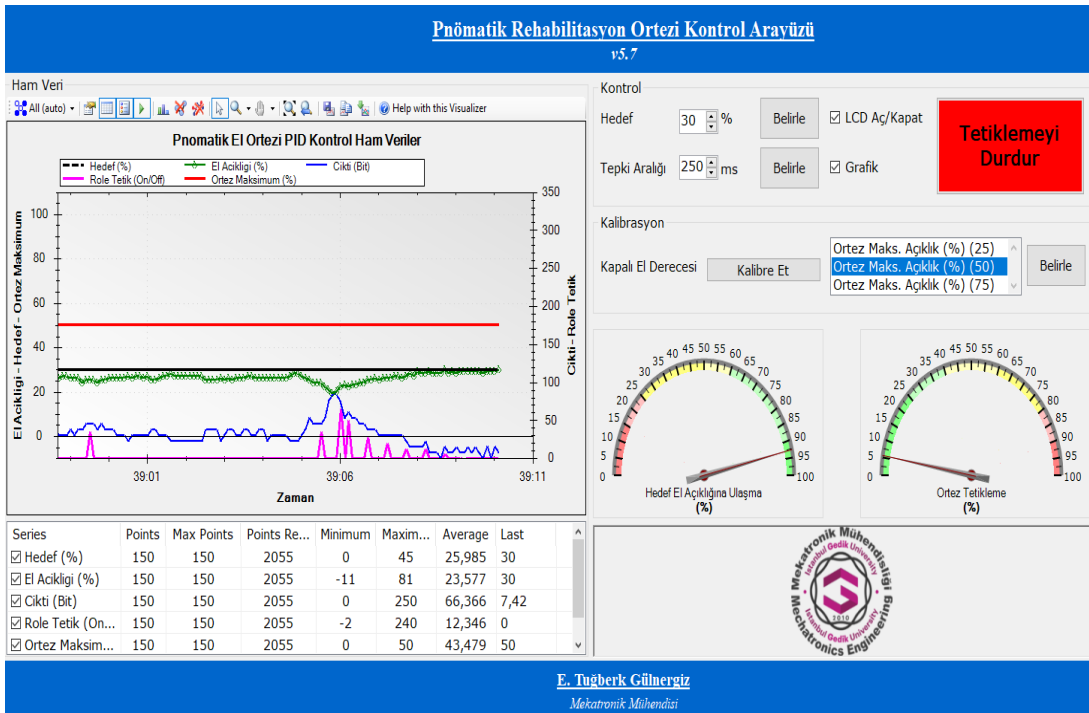 Pnömatik Rehabilitasyon Ortezi Kontrol Arayüzü
v5.7
Ham Veri
All (auto)
Help with this Visualizer
Pnomatik El Ortezi PID Kontrol Ham Veriler
Hedef (%) El Acikligi (%) Cikti (Bit)
Role Tetik (On/Off) Ortez Maksimum (%)
El Acikligi - Hedef - Ortez Maksimum
100
80
60
40
20
0
350
300
250
200
150
100
50
0
Cikti - Role Tetik
39:01 39:06 39:11
Zaman
Series Points Max Points Points Re... Minimum Maxim... Average Last
Hedef (%) 150 150 2055 0 45 25,985 30
El Acikligi (%) 150 150 2055 -11 81 23,577 30
Cikti (Bit) 150 150 2055 0 250 66,366 7,42
Role Tetik (On... 150 150 2055 -2 240 12,346 0
Ortez Maksim... 150 150 2055 0 50 43,479 50
Kontrol
Hedef 30 % Belirle LCD Aç/Kapat
Tepki Aralığı 250 ms Belirle Grafik
Tetiklemeyi
Durdur
Kalibrasyon
Kapalı El Derecesi Kalibre Et
Ortez Maks. Açıklık (%) (25)
Ortez Maks. Açıklık (%) (50)
Ortez Maks. Açıklık (%) (75)
Belirle
0 5 10 15 20 25 30 35 40 45 50 55 60 65 70 75 80 85 90 95 100
Hedef El Açıklığına Ulaşma
(%)
0 5 10 15 20 25 30 35 40 45 50 55 60 65 70 75 80 85 90 95 100
Ortez Tetikleme
(%)
Mekatronik Mühendisliği
Istanbul Gedik University
2010
Istanbul Gedik University
Mechatronics Engineering
E. Tuğberk Gülnergiz
Mekatronik Mühendisi